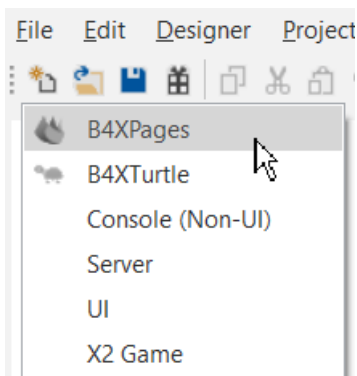 File Edit Designer Project
B4XPages
B4XTurtle
Console (Non-UI)
Server
UI
X2 Game